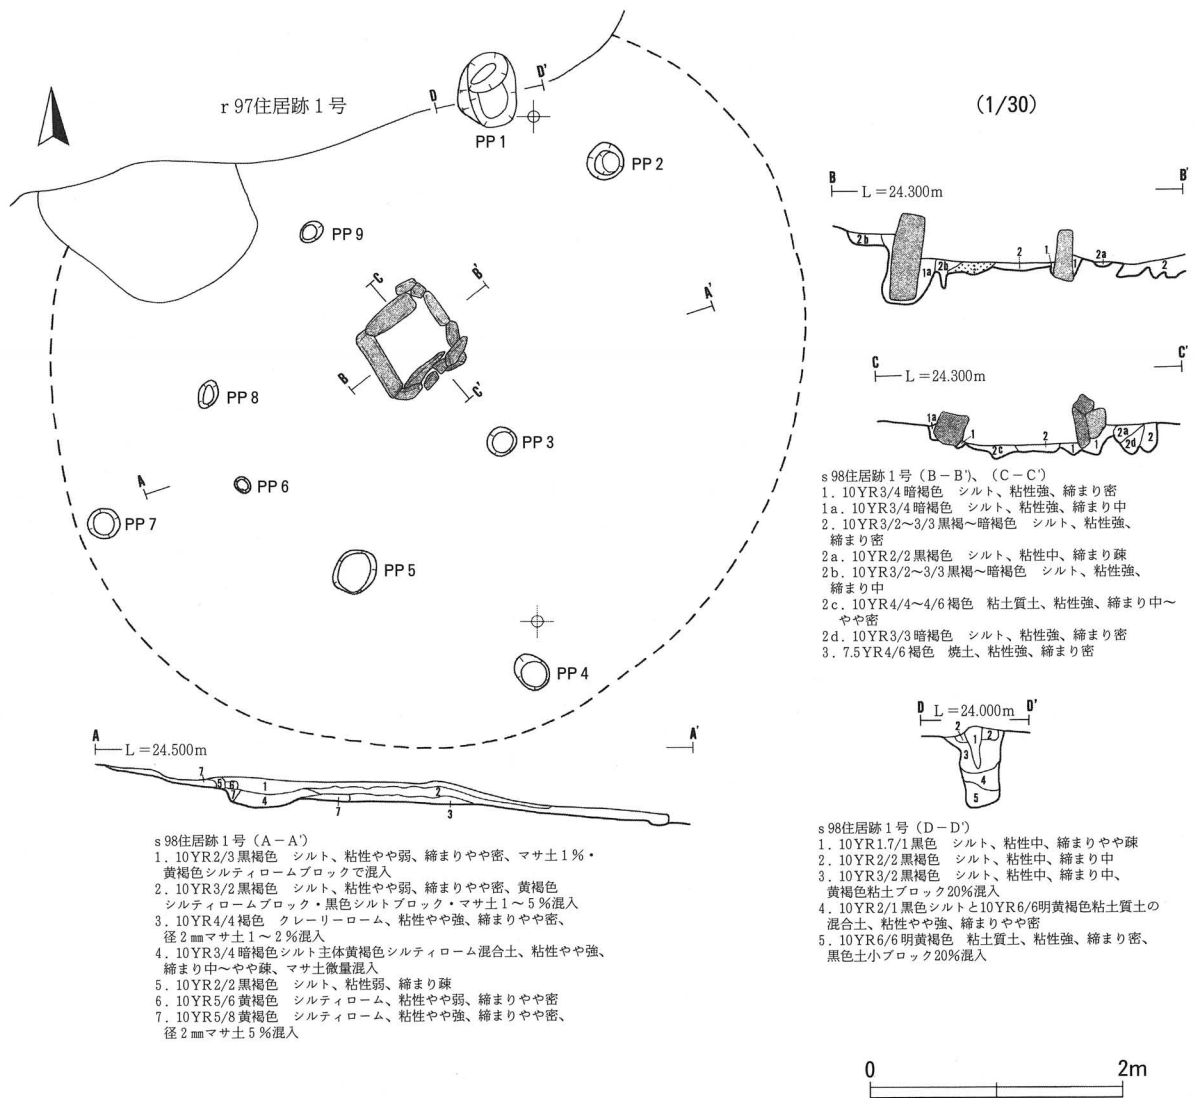 r 97住居跡1号
(1/30)
D
D'
PP 1
PP 2
PP 9
C
B'
A'
B
C'
PP 8
PP 3
A
PP 6
PP 7
PP 5
PP 4
B
B'
L=24.300m
2b
1a
2b
2
1
2a
2
C
C'
L=24.300m
1a
1
2c
2
1
1
2a
2d
2
s 98住居跡1号(B-B')、(C-C')
1. 10YR3/4暗褐色 シルト、粘性強、締まり密
1a. 10YR3/4暗褐色 シルト、粘性強、締まり中
2. 10YR3/2~3/3黒褐~暗褐色 シルト、粘性強、
締まり密
2a. 10YR2/2黒褐色 シルト、粘性中、締まり疎
2b. 10YR3/2~3/3黒褐~暗褐色 シルト、粘性強、
締まり中
2c. 10YR4/4~4/6褐色 粘土質土、粘性強、締まり中~
やや密
2d. 10YR3/3暗褐色 シルト、粘性強、締まり密
3. 7.5YR4/6褐色 焼土、粘性強、締まり密
A
A'
L=24.500m
7
5
6
1
7
4
2
7
3
s 98住居跡1号(A-A')
1. 10YR2/3黒褐色 シルト、粘性やや弱、締まりやや密、マサ土1%・
黄褐色シルティロームブロックで混入
2. 10YR3/2黒褐色 シルト、粘性やや弱、締まりやや密、黄褐色
シルティロームブロック・黒色シルトブロック・マサ土1~5%混入
3. 10YR4/4褐色 クレーリーローム、粘性やや強、締まりやや密、
径2㎜マサ土1~2%混入
4. 10YR3/4暗褐色シルト主体黄褐色シルティローム混合土、粘性やや強、
締まり中~やや疎、マサ土微量混入
5. 10YR2/2黒褐色 シルト、粘性弱、締まり疎
6. 10YR5/6黄褐色 シルティローム、粘性やや弱、締まりやや密
7. 10YR5/8黄褐色 シルティローム、粘性やや強、締まりやや密、
径2㎜マサ土5%混入
D
D'
L=24.000m
2
1
2
3
4
5
s 98住居跡1号(D-D')
1. 10YR1.7/1黒色 シルト、粘性中、締まりやや疎
2. 10YR2/2黒褐色 シルト、粘性中、締まり中
3. 10YR3/2黒褐色 シルト、粘性中、締まり中、
黄褐色粘土ブロック20%混入
4. 10YR2/1黒色シルトと10YR6/6明黄褐色粘土質土の
混合土、粘性やや強、締まりやや密
5. 10YR6/6明黄褐色 粘土質土、粘性強、締まり密、
黒色土小ブロック20%混入
0
2m